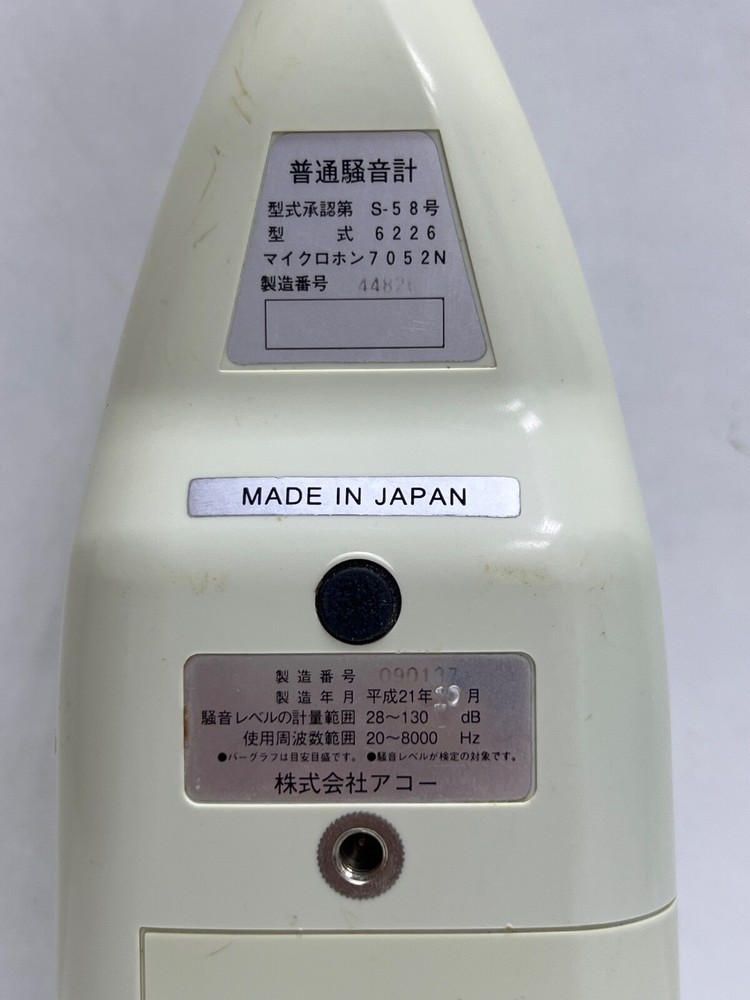 普通騒音計
型式承認第 S-58号
型 式 6226
マイクロホン7052N
製造番号
MADE IN JAPAN
製造番号
製造年月 平成21年10月
騒音レベルの計量範囲 28～130 dB
使用周波数範囲 20～8000 Hz
●バーグラフは目安目盛です。 ●騒音レベルが検定の対象です。
株式会社アコー